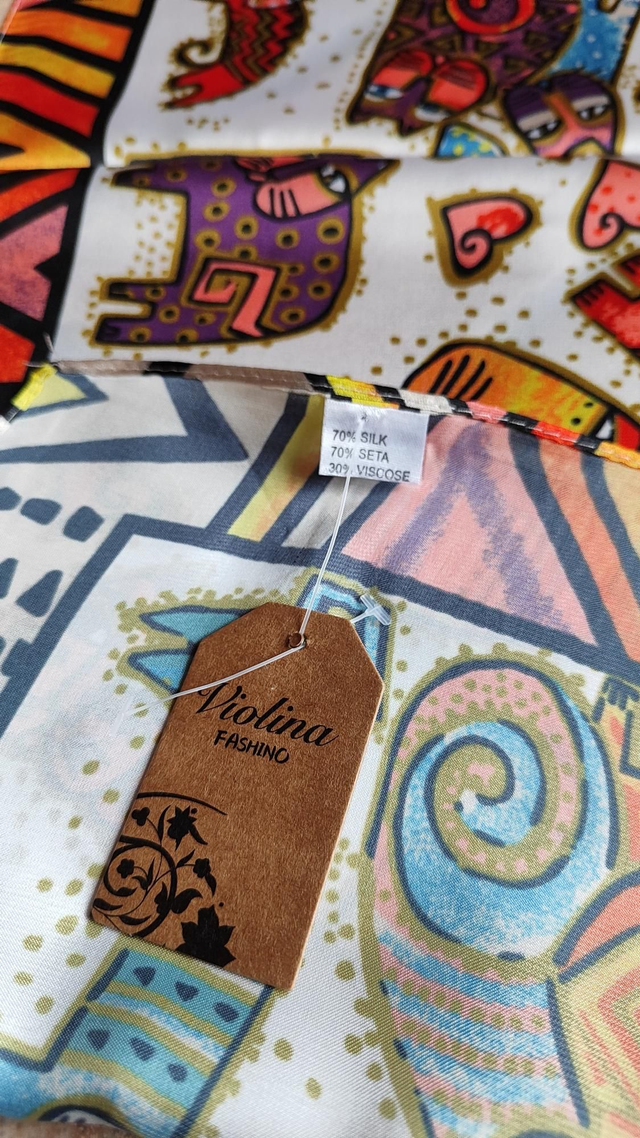 70% SILK
70% SETA
30% VISCOSE
Violina
FASHINO